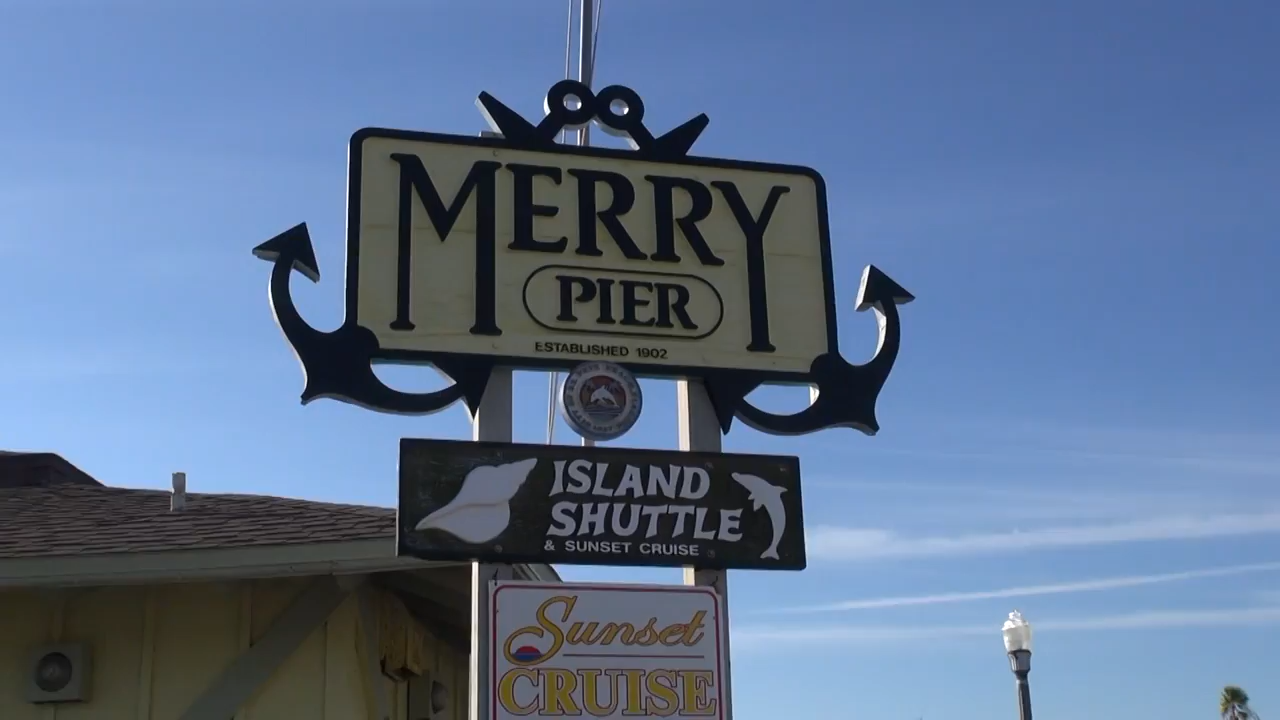 MERRY
PIER
ESTABLISHED 1902
ISLAND
SHUTTLE
& SUNSET CRUISE
Sunset
CRUISE